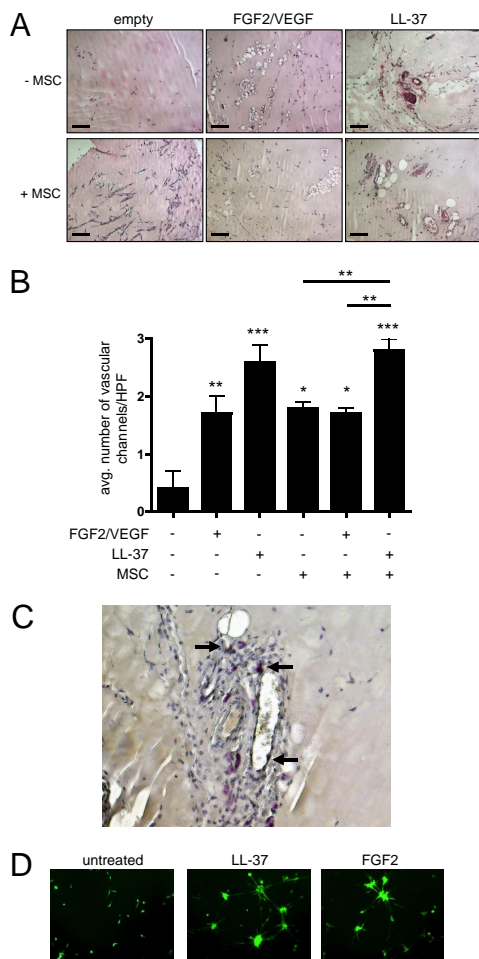 A
empty FGF2/VEGF LL-37
- MSC
+ MSC
B
**
**
*** ***
** * *
avg. number of vascular
channels/HPF
3
2
1
0
FGF2/VEGF - + - - + -
LL-37 - - + - - +
MSC - - - + + +
C
D
untreated LL-37 FGF2